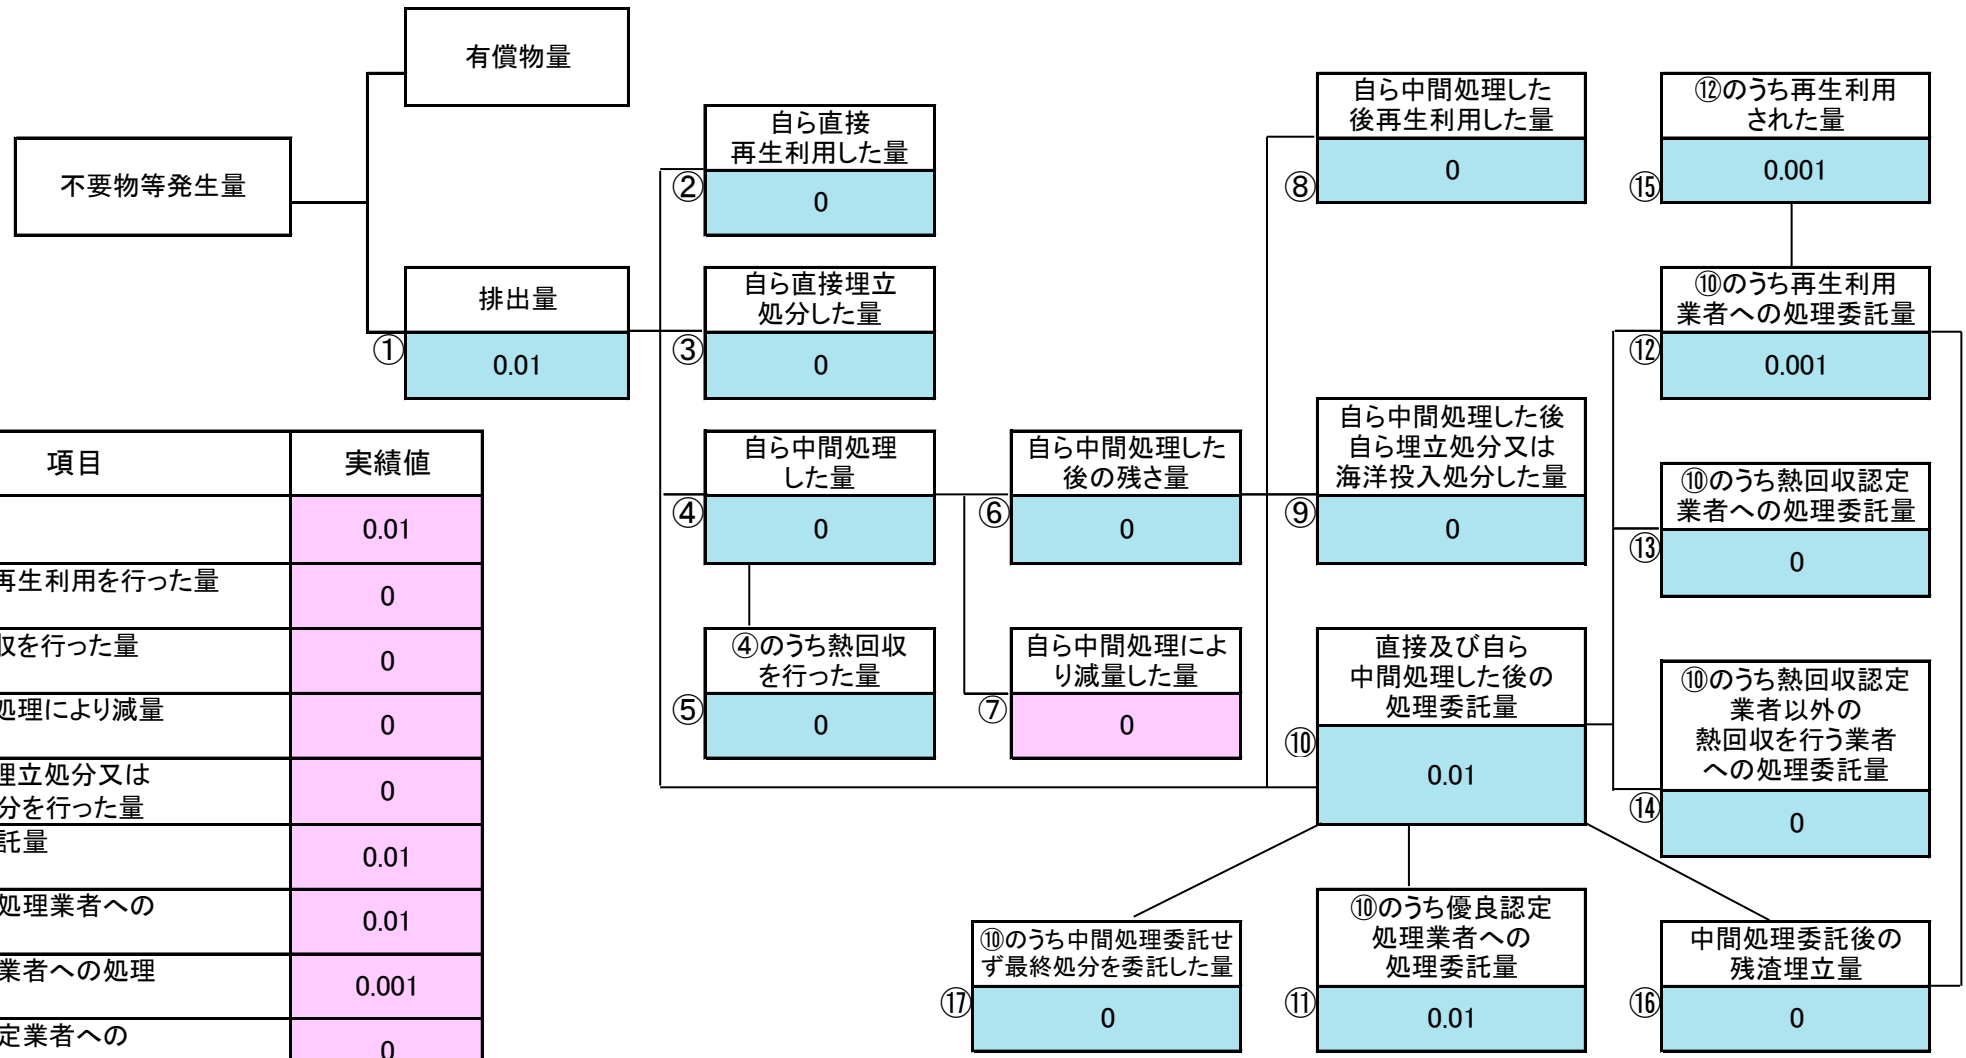 有償物量
不要物等発生量
排出量
①
0.01
自ら直接
再生利用した量
②
0
自ら直接埋立
処分した量
③
0
自ら中間処理
した量
④
0
④のうち熱回収
を行った量
⑤
0
自ら中間処理した
後の残さ量
⑥
0
自ら中間処理によ
り減量した量
⑦
0
自ら中間処理した
後再生利用した量
⑧
0
自ら中間処理した後
自ら埋立処分又は
海洋投入処分した量
⑨
0
直接及び自ら
中間処理した後の
処理委託量
⑩
0.01
⑫のうち再生利用
された量
⑮
0.001
⑩のうち再生利用
業者への処理委託量
⑫
0.001
⑩のうち熱回収認定
業者への処理委託量
⑬
0
⑩のうち熱回収認定
業者以外の
熱回収を行う業者
への処理委託量
⑭
0
⑩のうち中間処理委託せ
ず最終処分を委託した量
⑰
0
⑩のうち優良認定
処理業者への
処理委託量
⑪
0.01
中間処理委託後の
残渣埋立量
⑯
0
項目 実績値
0.01
再生利用を行った量 0
収を行った量 0
処理により減量 0
埋立処分又は
分を行った量 0
託量 0.01
処理業者への 0.01
業者への処理 0.001
定業者への 0